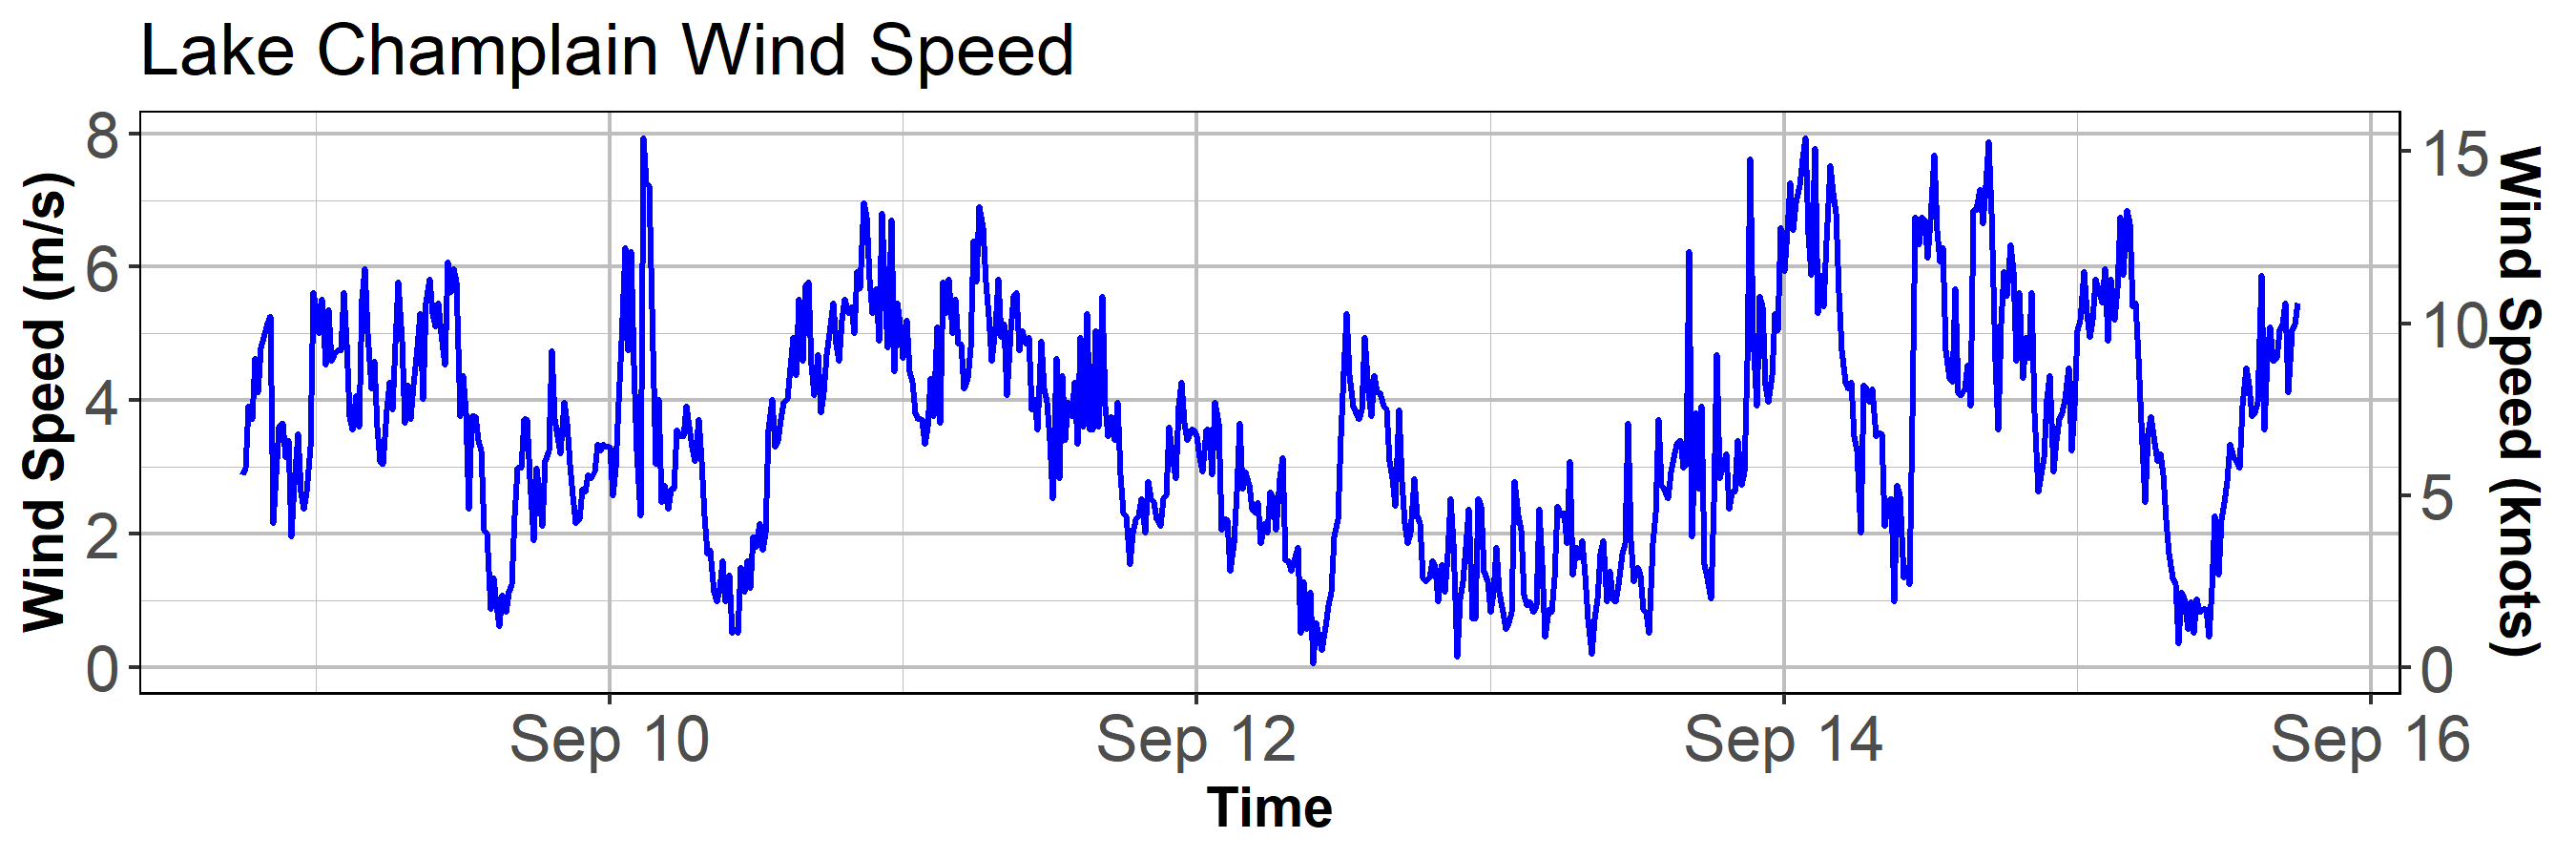 Lake Champlain Wind Speed
Wind Speed (m/s)
8
6
4
2
0
15
10
5
0
Wind Speed (knots)
Sep 10
Sep 12
Sep 14
Sep 16
Time